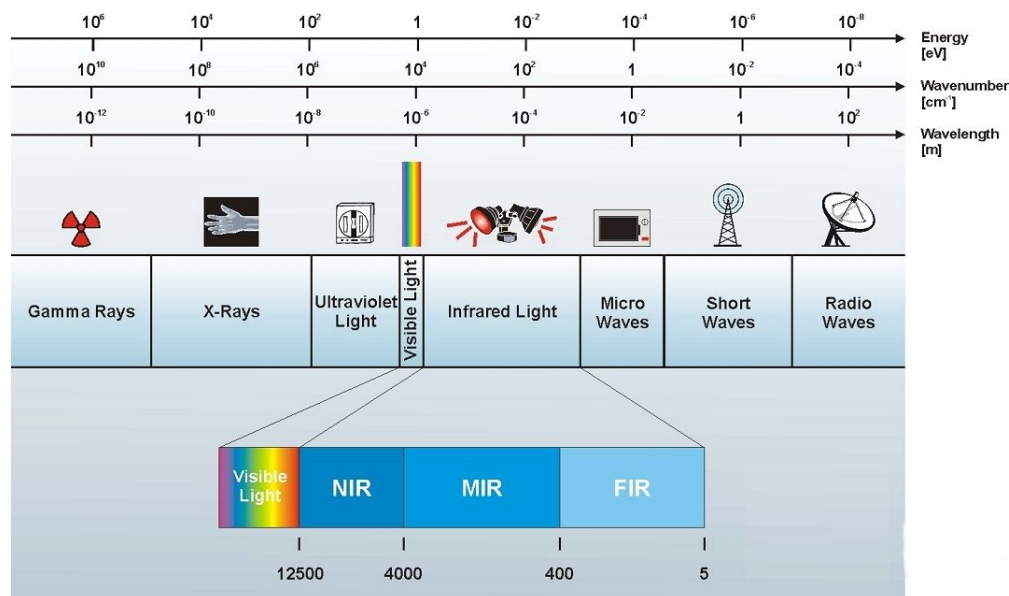 10⁶ 10⁴ 10² 1 10⁻² 10⁻⁴ 10⁻⁶ 10⁻⁸
Energy
[eV]
10¹⁰ 10⁸ 10⁶ 10⁴ 10² 1 10⁻² 10⁻⁴
Wavenumber
[cm⁻¹]
10⁻¹² 10⁻¹⁰ 10⁻⁸ 10⁻⁶ 10⁻⁴ 10⁻² 1 10²
Wavelength
[m]
Gamma Rays
X-Rays
Ultraviolet
Light
Visible Light
Infrared Light
Micro
Waves
Short
Waves
Radio
Waves
Visible
Light
NIR
MIR
FIR
12500 4000 400 5